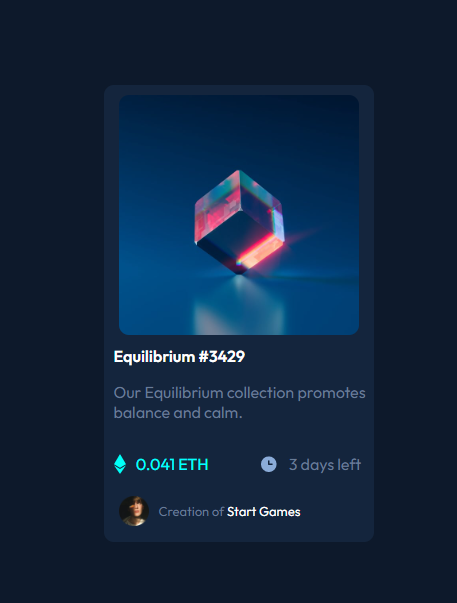 Equilibrium #3429
Our Equilibrium collection promotes
balance and calm.
0.041 ETH
3 days left
Creation of Start Games